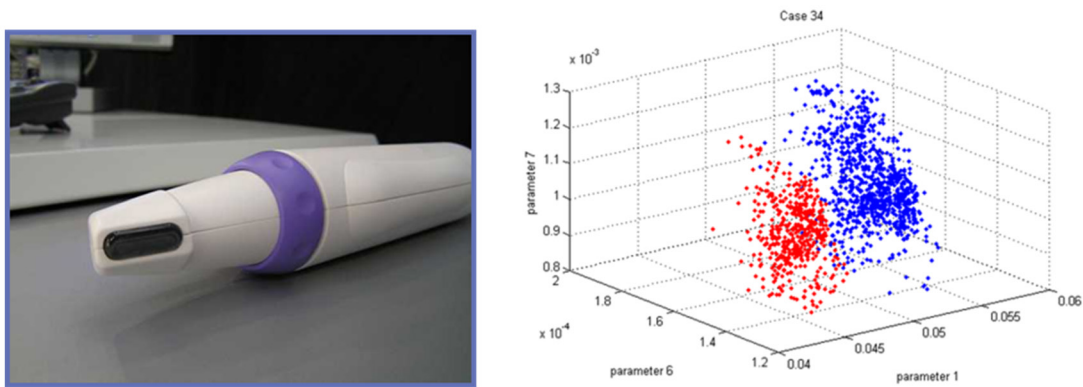 Case 34
x 10⁻³
1.3
1.2
1.1
1
0.9
0.8
parameter 7
2
1.8
1.6
1.4
1.2
x 10⁻⁴
parameter 6
0.04
0.045
0.05
0.055
0.06
parameter 1